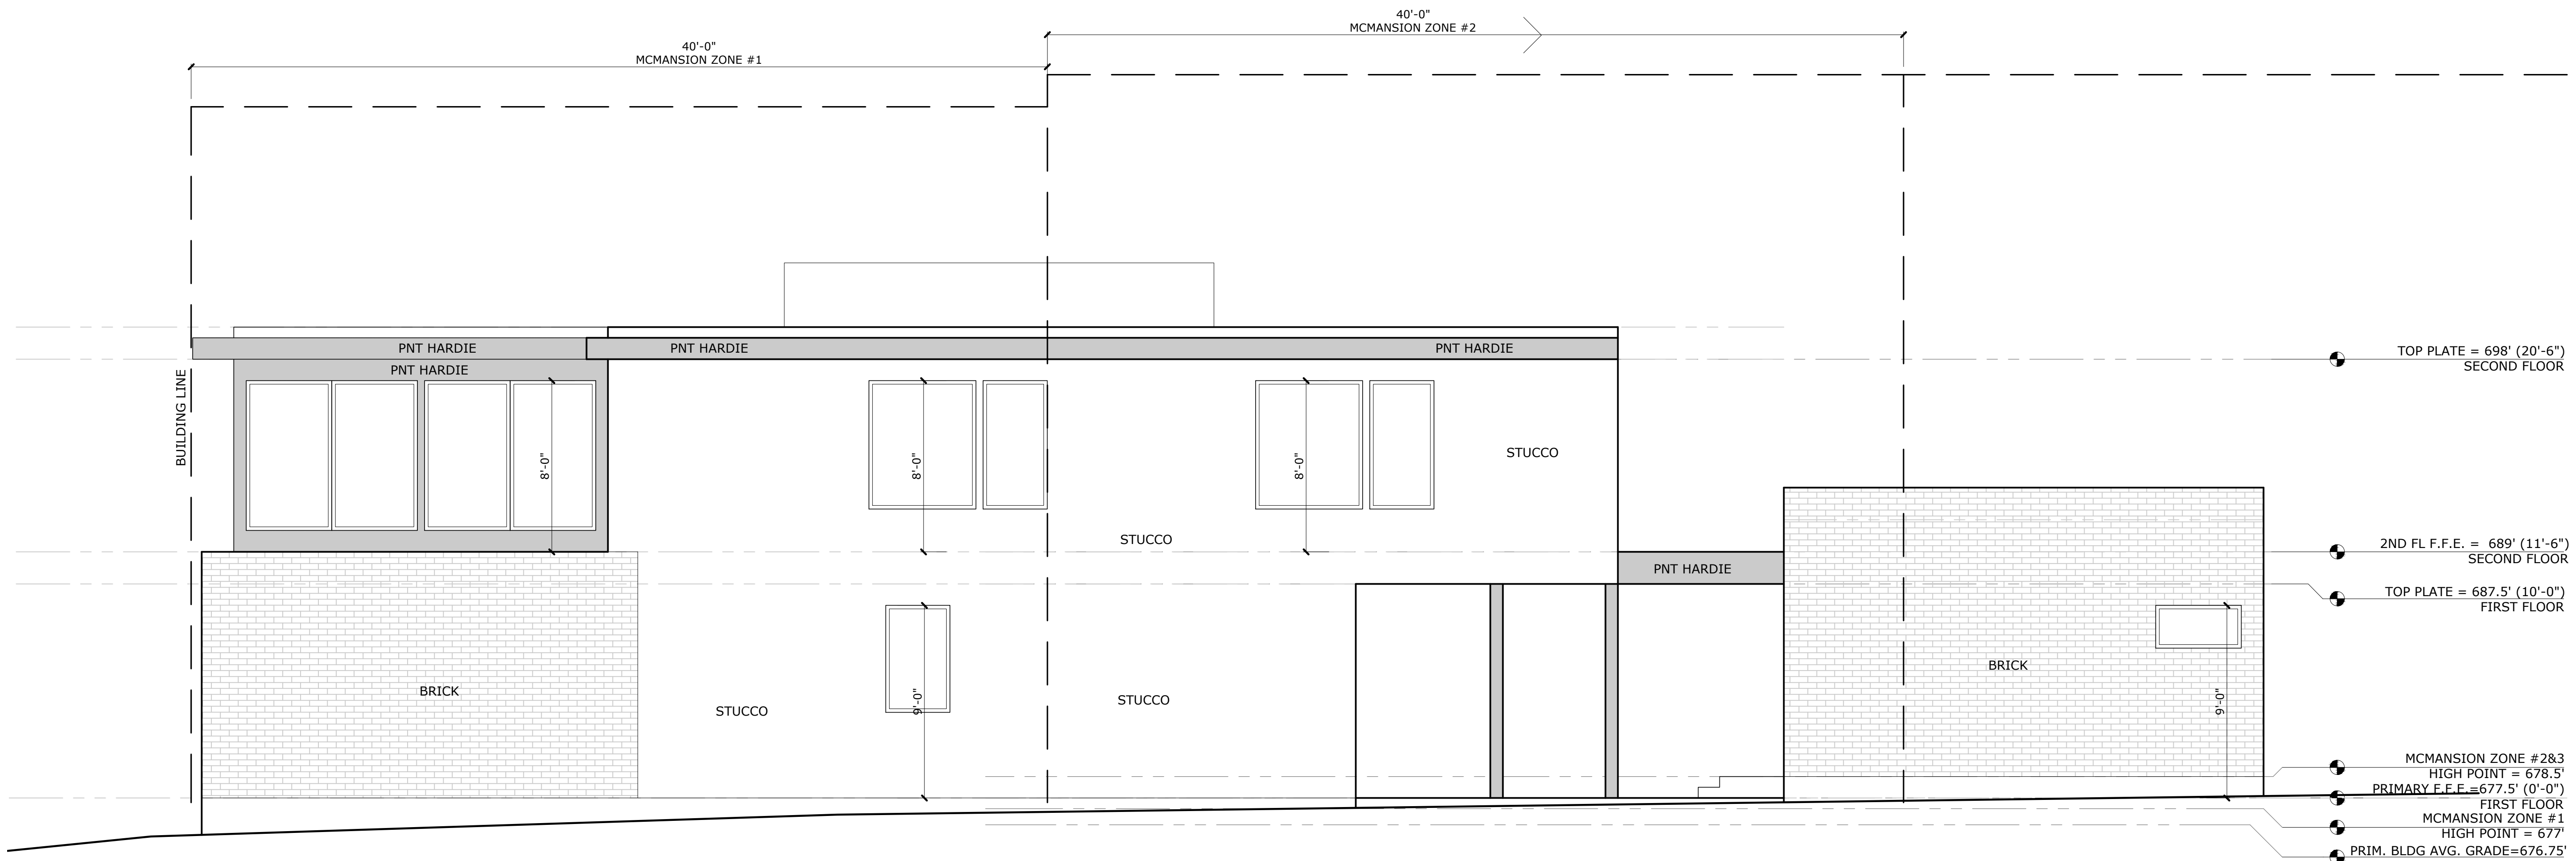 40'-0"
MCMANSION ZONE #2
40'-0"
MCMANSION ZONE #1
PNT HARDIE
PNT HARDIE
PNT HARDIE
TOP PLATE = 698' (20'-6")
SECOND FLOOR
PNT HARDIE
BUILDING LINE
8'-0"
8'-0"
8'-0"
STUCCO
STUCCO
2ND FL F.F.E. = 689' (11'-6")
SECOND FLOOR
PNT HARDIE
TOP PLATE = 687.5' (10'-0")
FIRST FLOOR
BRICK
BRICK
STUCCO
9'-0"
STUCCO
9'-0"
MCMANSION ZONE #2&3
HIGH POINT = 678.5'
PRIMARY F.F.E.=677.5' (0'-0")
FIRST FLOOR
MCMANSION ZONE #1
HIGH POINT = 677'
PRIM. BLDG AVG. GRADE=676.75'